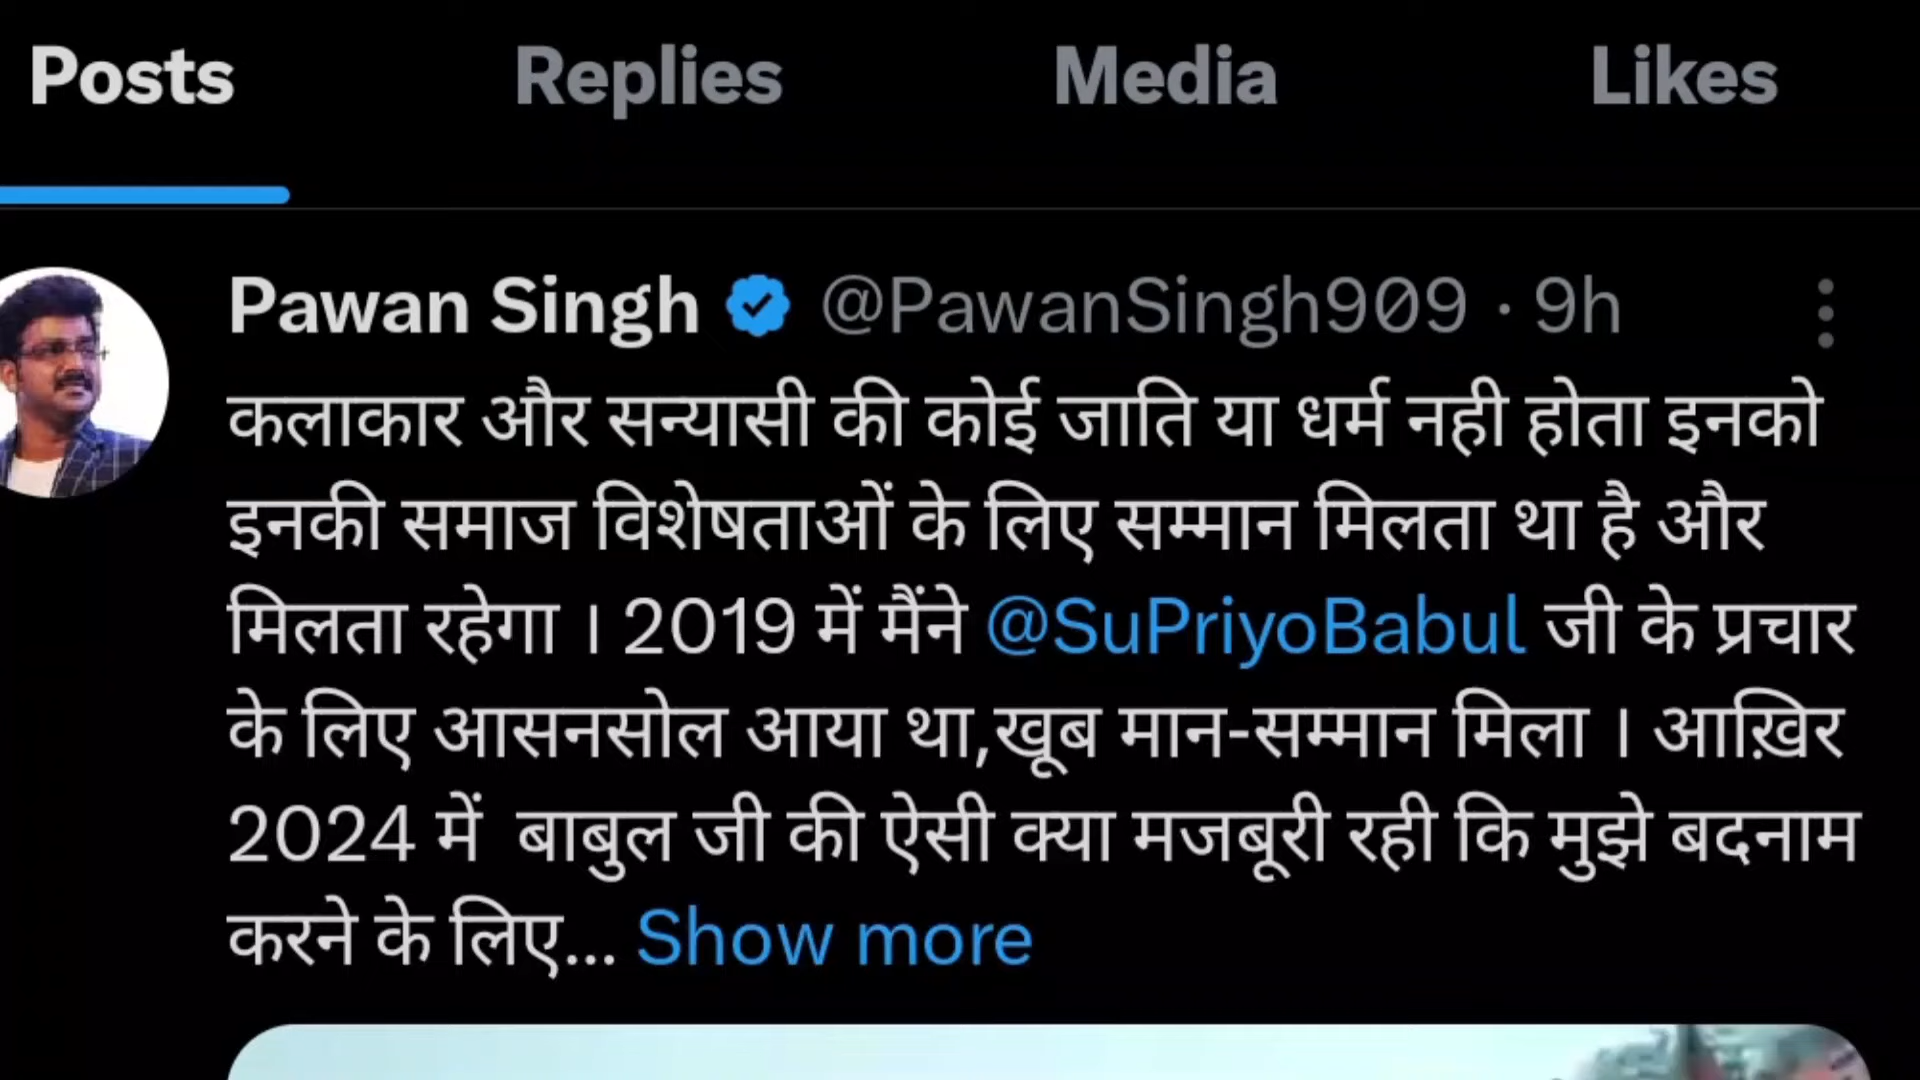 Posts Replies Media Likes
Pawan Singh @PawanSingh909 · 9h
कलाकार और सन्यासी की कोई जाति या धर्म नही होता इनको
इनकी समाज विशेषताओं के लिए सम्मान मिलता था है और
मिलता रहेगा । 2019 में मैंने @SuPriyoBabul जी के प्रचार
के लिए आसनसोल आया था,खूब मान-सम्मान मिला । आख़िर
2024 में बाबुल जी की ऐसी क्या मजबूरी रही कि मुझे बदनाम
करने के लिए... Show more